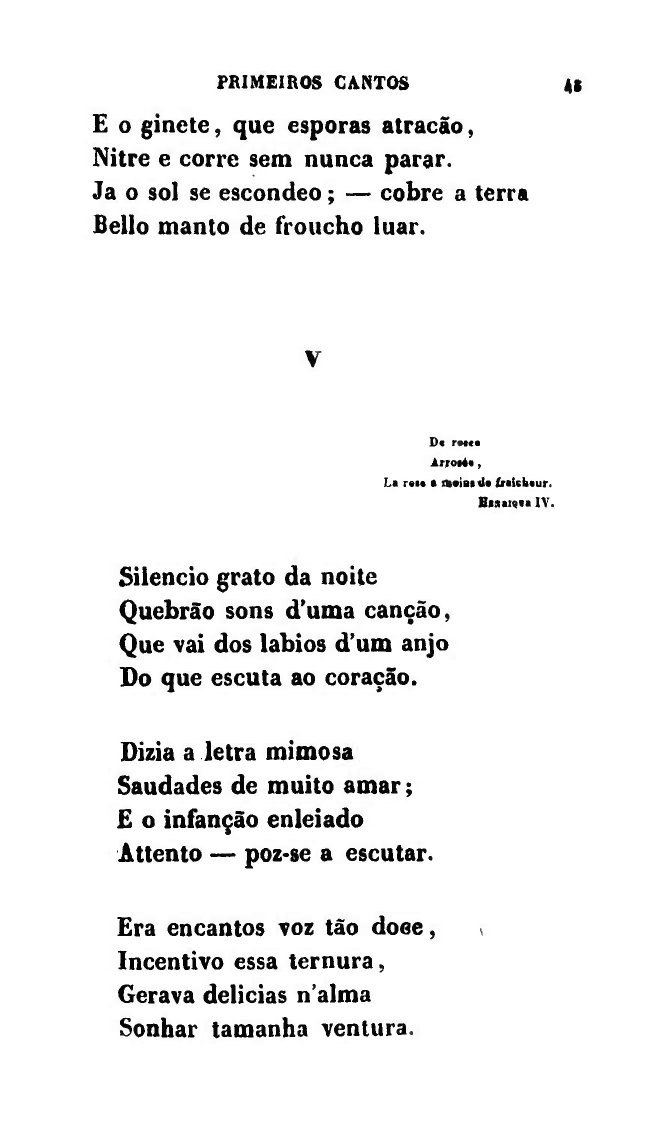 PRIMEIROS CANTOS 45
E o ginete, que esporas atracão,
Nitre e corre sem nunca parar.
Ja o sol se escondeo; — cobre a terra
Bello manto de froucho luar.
V
De rosée
Arrosée,
La rose a moins de fraîcheur.
HENRIQUE IV.
Silencio grato da noite
Quebrão sons d'uma canção,
Que vai dos labios d'um anjo
Do que escuta ao coração.
Dizia a letra mimosa
Saudades de muito amar;
E o infanção enleiado
Attento — poz-se a escutar.
Era encantos voz tão doce,
Incentivo essa ternura,
Gerava delicias n'alma
Sonhar tamanha ventura.